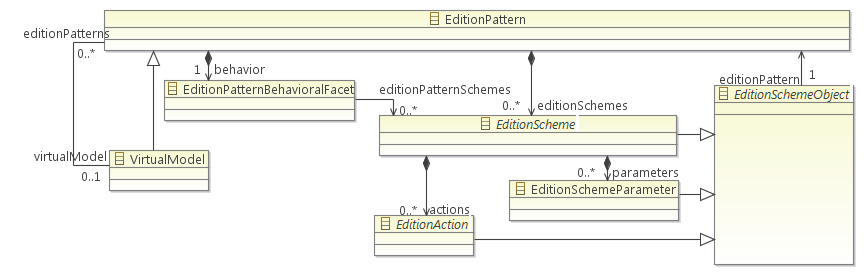 EditionPattern
editionPatterns
0..*
1
behavior
EditionPatternBehavioralFacet
editionPatternSchemes
0..*
0..*
editionSchemes
editionPattern
1
EditionSchemeObject
EditionScheme
virtualModel
0..1
VirtualModel
0..*
parameters
EditionSchemeParameter
0..*
actions
EditionAction